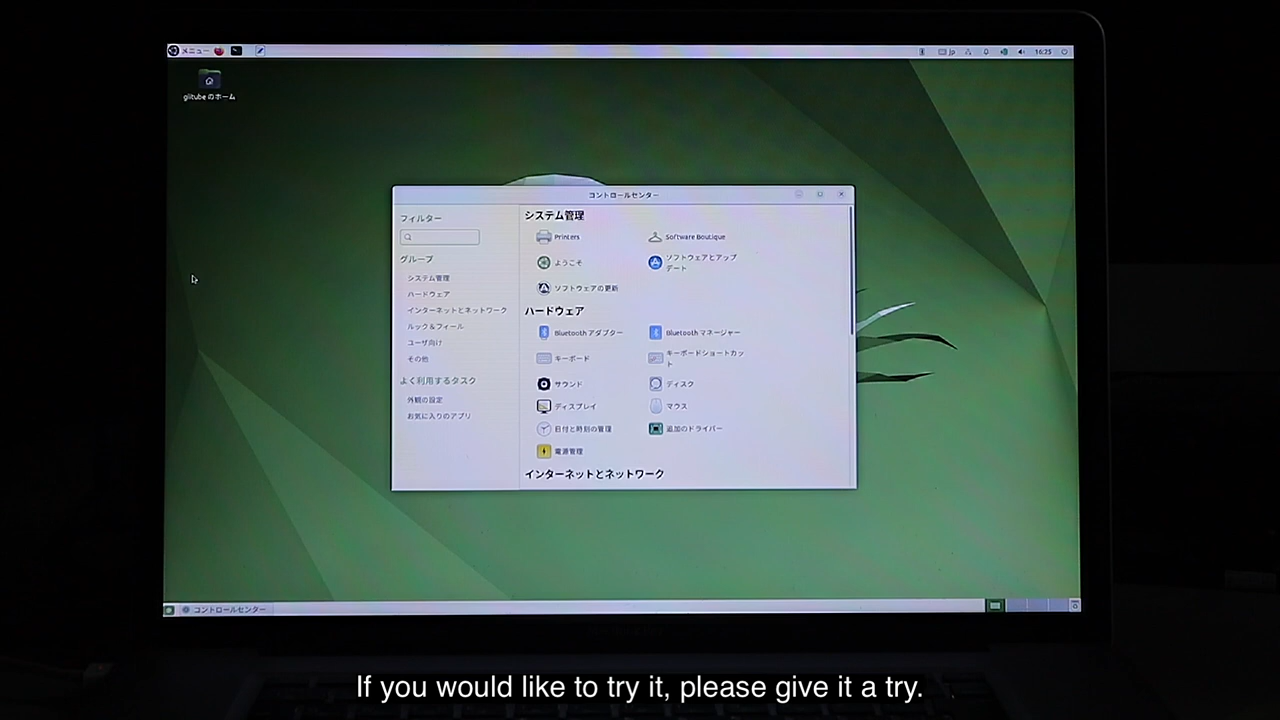 メニュー
jp
16:25
glitubeのホーム
コントロールセンター
フィルター
グループ
システム管理
ハードウェア
インターネットとネットワーク
ルック&フィール
ユーザ向け
その他
よく利用するタスク
外観の設定
お気に入りのアプリ
システム管理
Printers
Software Boutique
ようこそ
ソフトウェアとアップ
デート
ソフトウェアの更新
ハードウェア
Bluetooth アダプター
Bluetooth マネージャー
キーボード
キーボードショートカッ
ト
サウンド
ディスク
ディスプレイ
マウス
日付と時刻の管理
追加のドライバー
電源管理
インターネットとネットワーク
コントロールセンター
If you would like to try it, please give it a try.